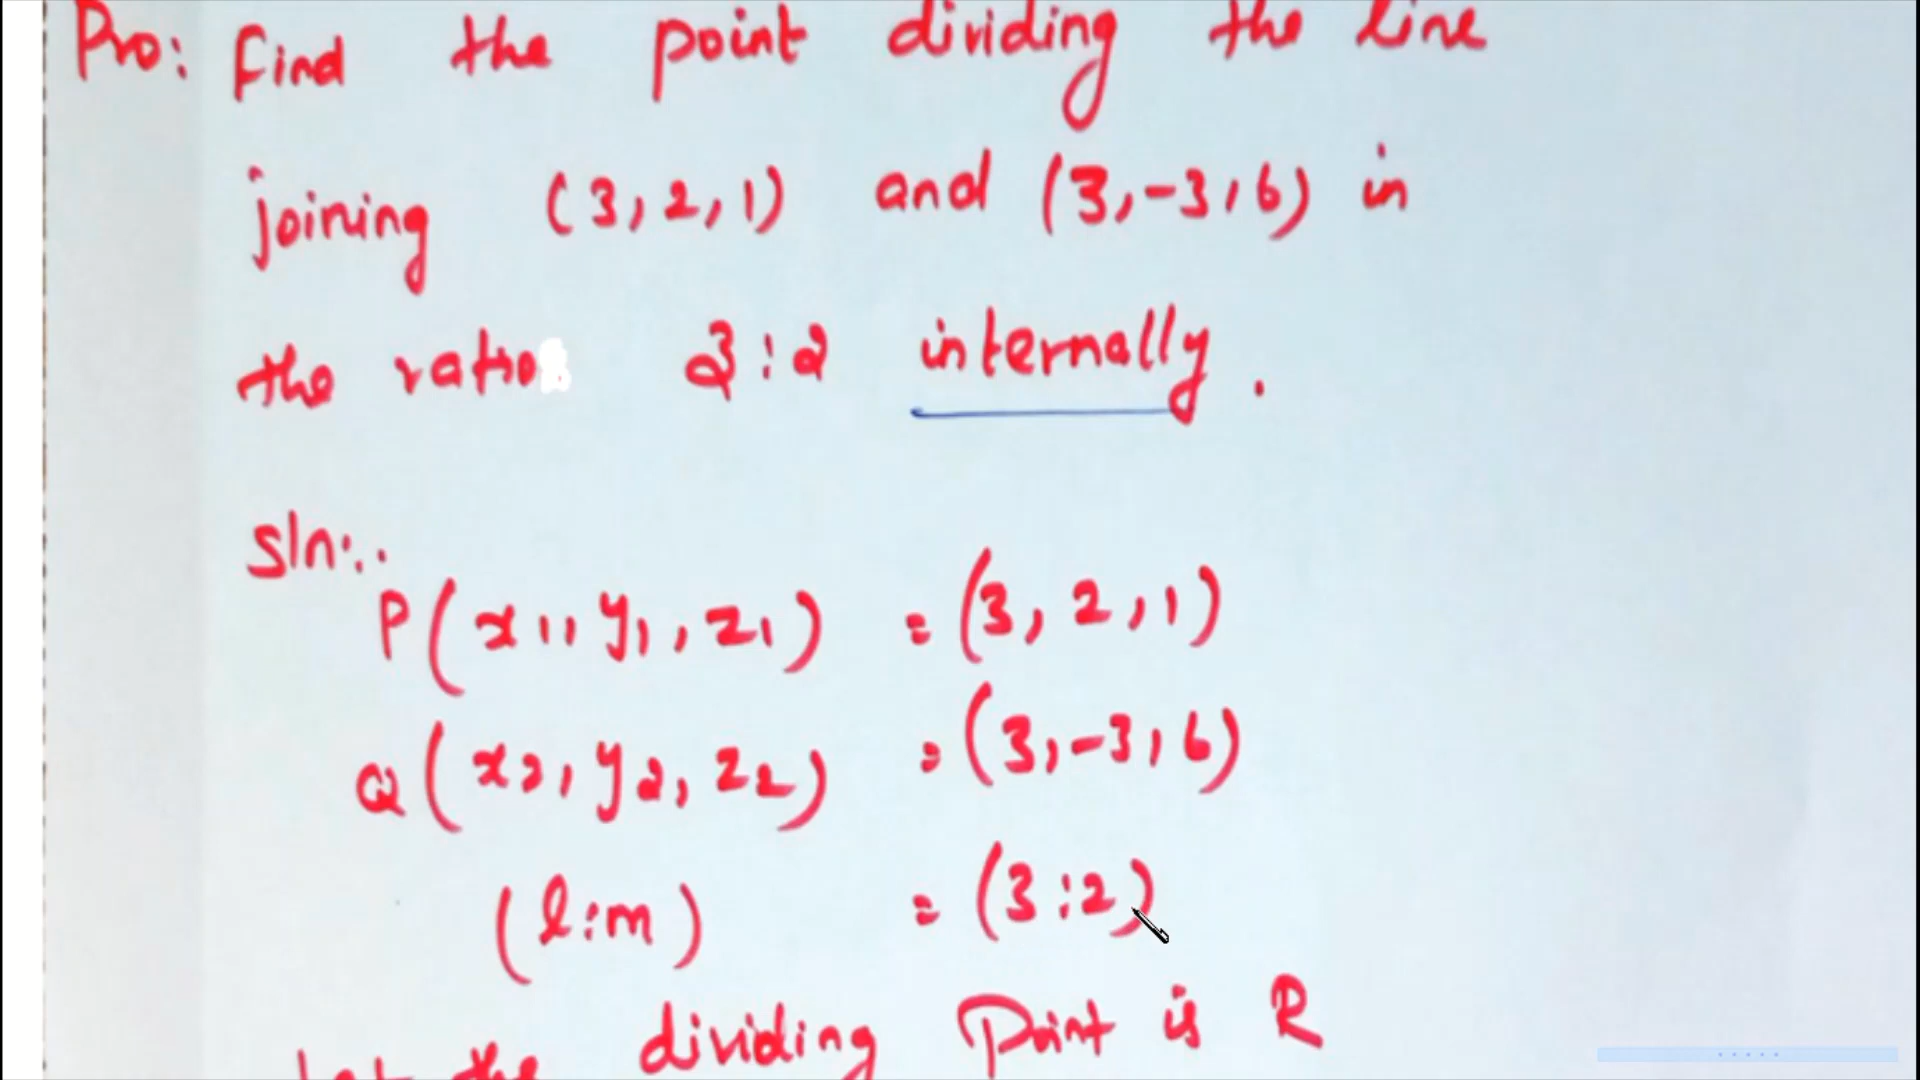 Pro: Find the point dividing the line
joining (3, 2, 1) and (3, -3, 6) in
the ratio 3:2 internally.
Sln:..
P(x1, y1, z1) = (3, 2, 1)
Q(x2, y2, z2) = (3, -3, 6)
(l:m) = (3:2)
Let the dividing Point is R